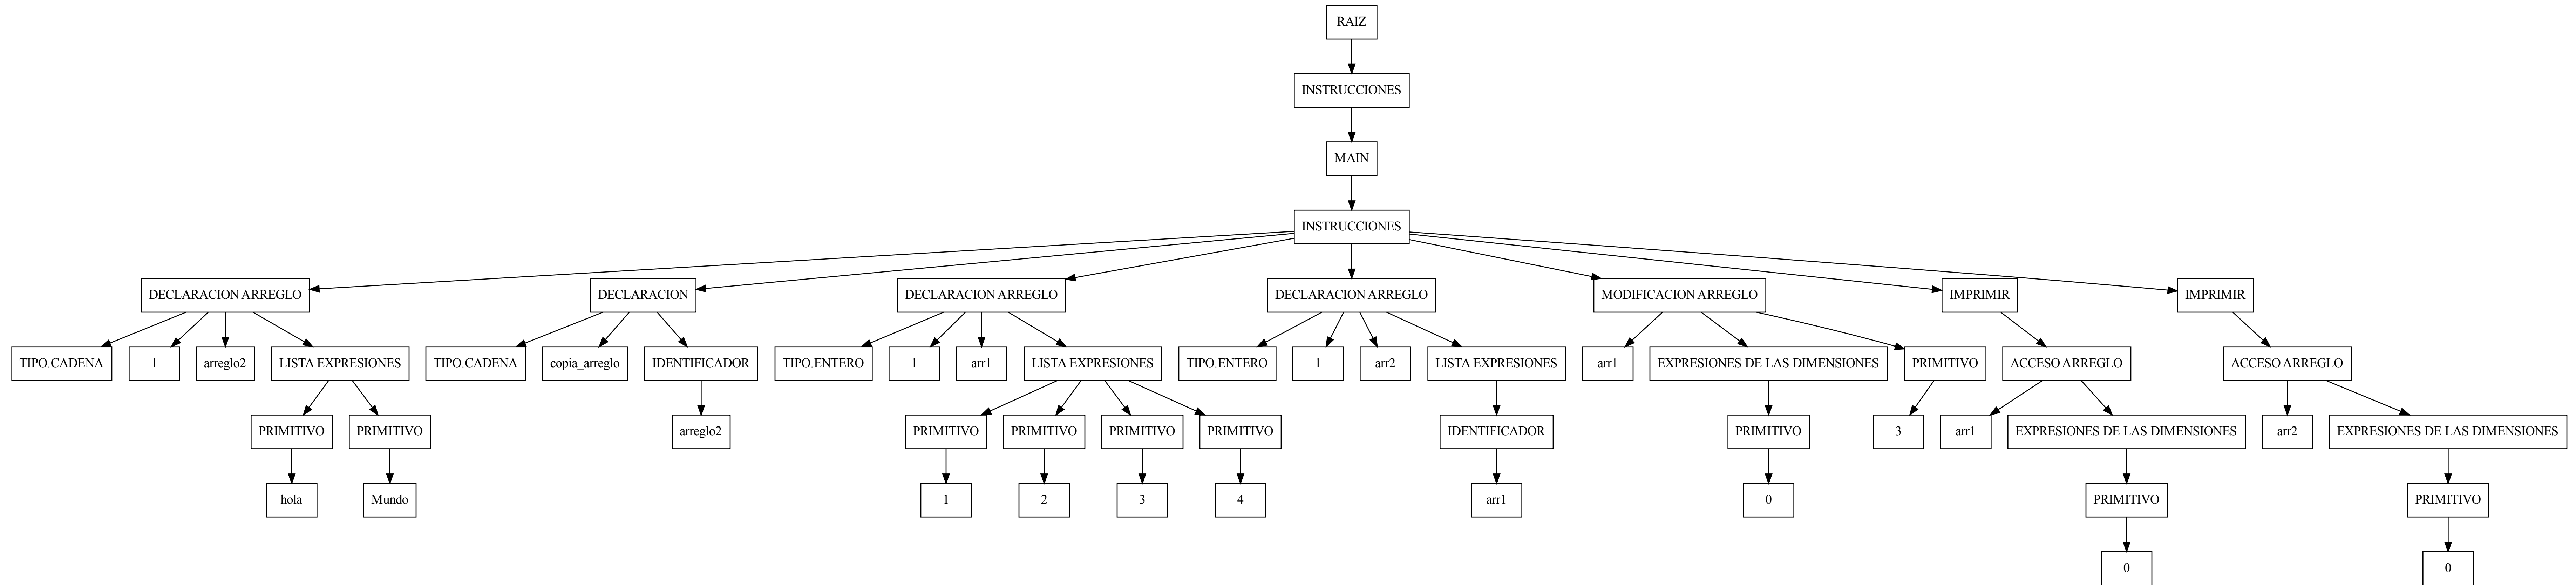 RAIZ
INSTRUCCIONES
MAIN
INSTRUCCIONES
DECLARACION ARREGLO
DECLARACION
DECLARACION ARREGLO
DECLARACION ARREGLO
MODIFICACION ARREGLO
IMPRIMIR
IMPRIMIR
TIPO.CADENA
1
arreglo2
LISTA EXPRESIONES
TIPO.CADENA
copia_arreglo
IDENTIFICADOR
TIPO.ENTERO
1
arr1
LISTA EXPRESIONES
TIPO.ENTERO
1
arr2
LISTA EXPRESIONES
arr1
EXPRESIONES DE LAS DIMENSIONES
PRIMITIVO
ACCESO ARREGLO
ACCESO ARREGLO
PRIMITIVO
PRIMITIVO
arreglo2
PRIMITIVO
PRIMITIVO
PRIMITIVO
PRIMITIVO
IDENTIFICADOR
PRIMITIVO
3
arr1
EXPRESIONES DE LAS DIMENSIONES
arr2
EXPRESIONES DE LAS DIMENSIONES
hola
Mundo
1
2
3
4
arr1
0
PRIMITIVO
PRIMITIVO
0
0